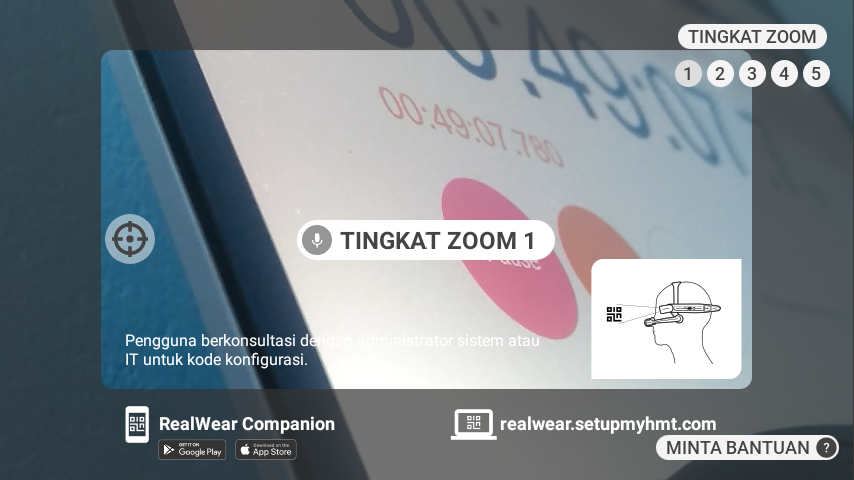 TINGKAT ZOOM
1 2 3 4 5
00:49:07.780
TINGKAT ZOOM 1
Pengguna berkonsultasi dengan administrator sistem atau
IT untuk kode konfigurasi.
RealWear Companion
GET IT ON
Google Play
Download on the
App Store
realwear.setupmyhmt.com
MINTA BANTUAN ?